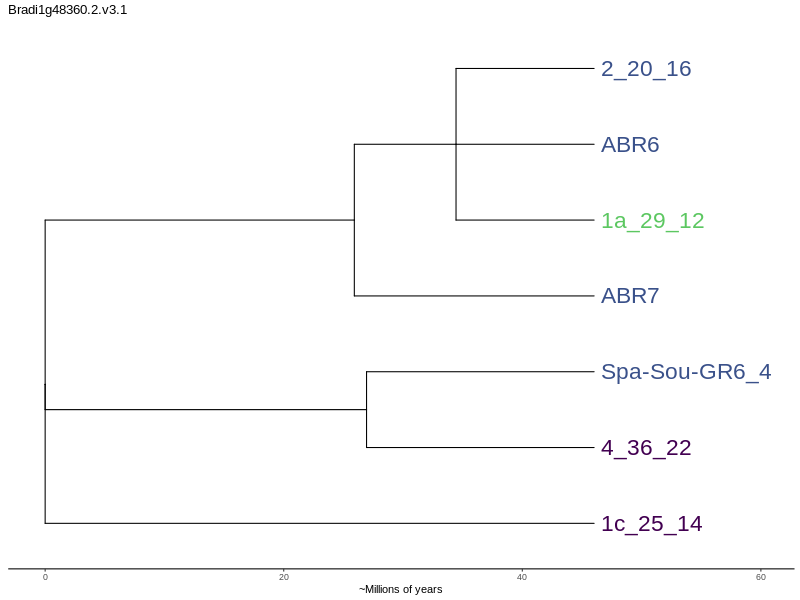 Bradi1g48360.2.v3.1
2_20_16
ABR6
1a_29_12
ABR7
Spa-Sou-GR6_4
4_36_22
1c_25_14
0 20 40 60
~Millions of years